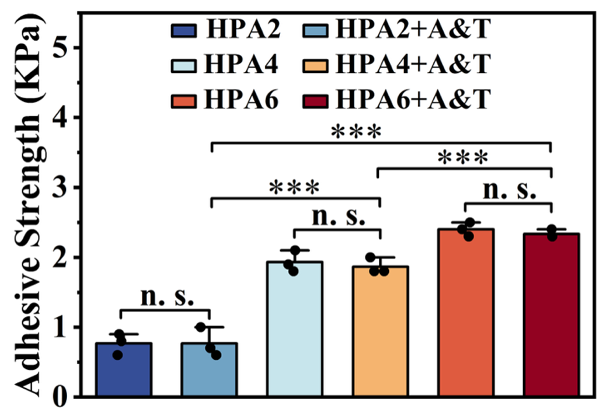 Adhesive Strength (KPa)
5
4
3
2
1
0
HPA2
HPA2+A&T
HPA4
HPA4+A&T
HPA6
HPA6+A&T
***
***
***
n. s.
n. s.
n. s.